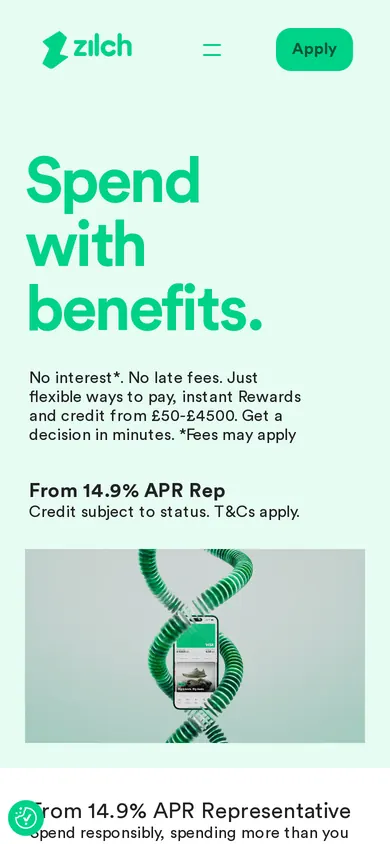 zilch
Apply
Spend
with
benefits.
No interest*. No late fees. Just
flexible ways to pay, instant Rewards
and credit from £50-£4500. Get a
decision in minutes. *Fees may apply
From 14.9% APR Rep
Credit subject to status. T&Cs apply.
From 14.9% APR Representative
Spend responsibly, spending more than you